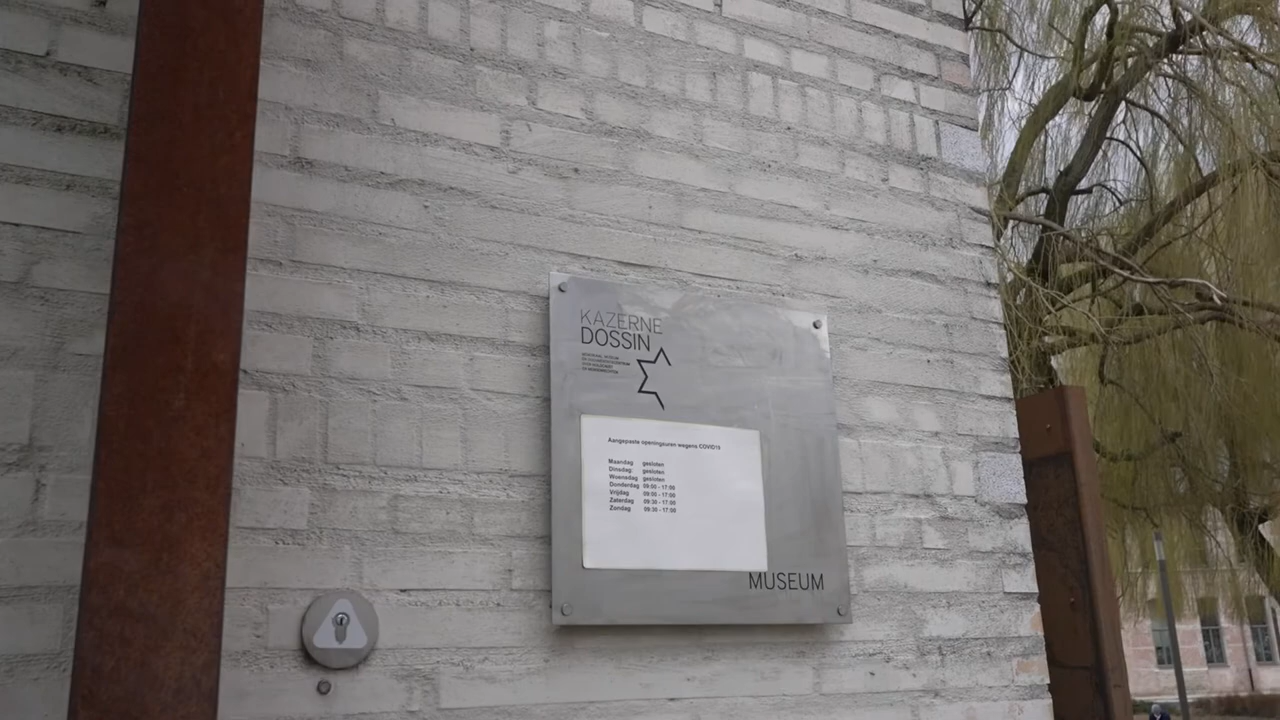 KAZERNE
DOSSIN
Aangepaste openingsuren wegens COVID19
Maandag gesloten
Dinsdag: gesloten
Woensdag gesloten
Donderdag 09:00 - 17:00
Vrijdag 09:00 - 17:00
Zaterdag 09:30 - 17:00
Zondag 09:30 - 17:00
MUSEUM